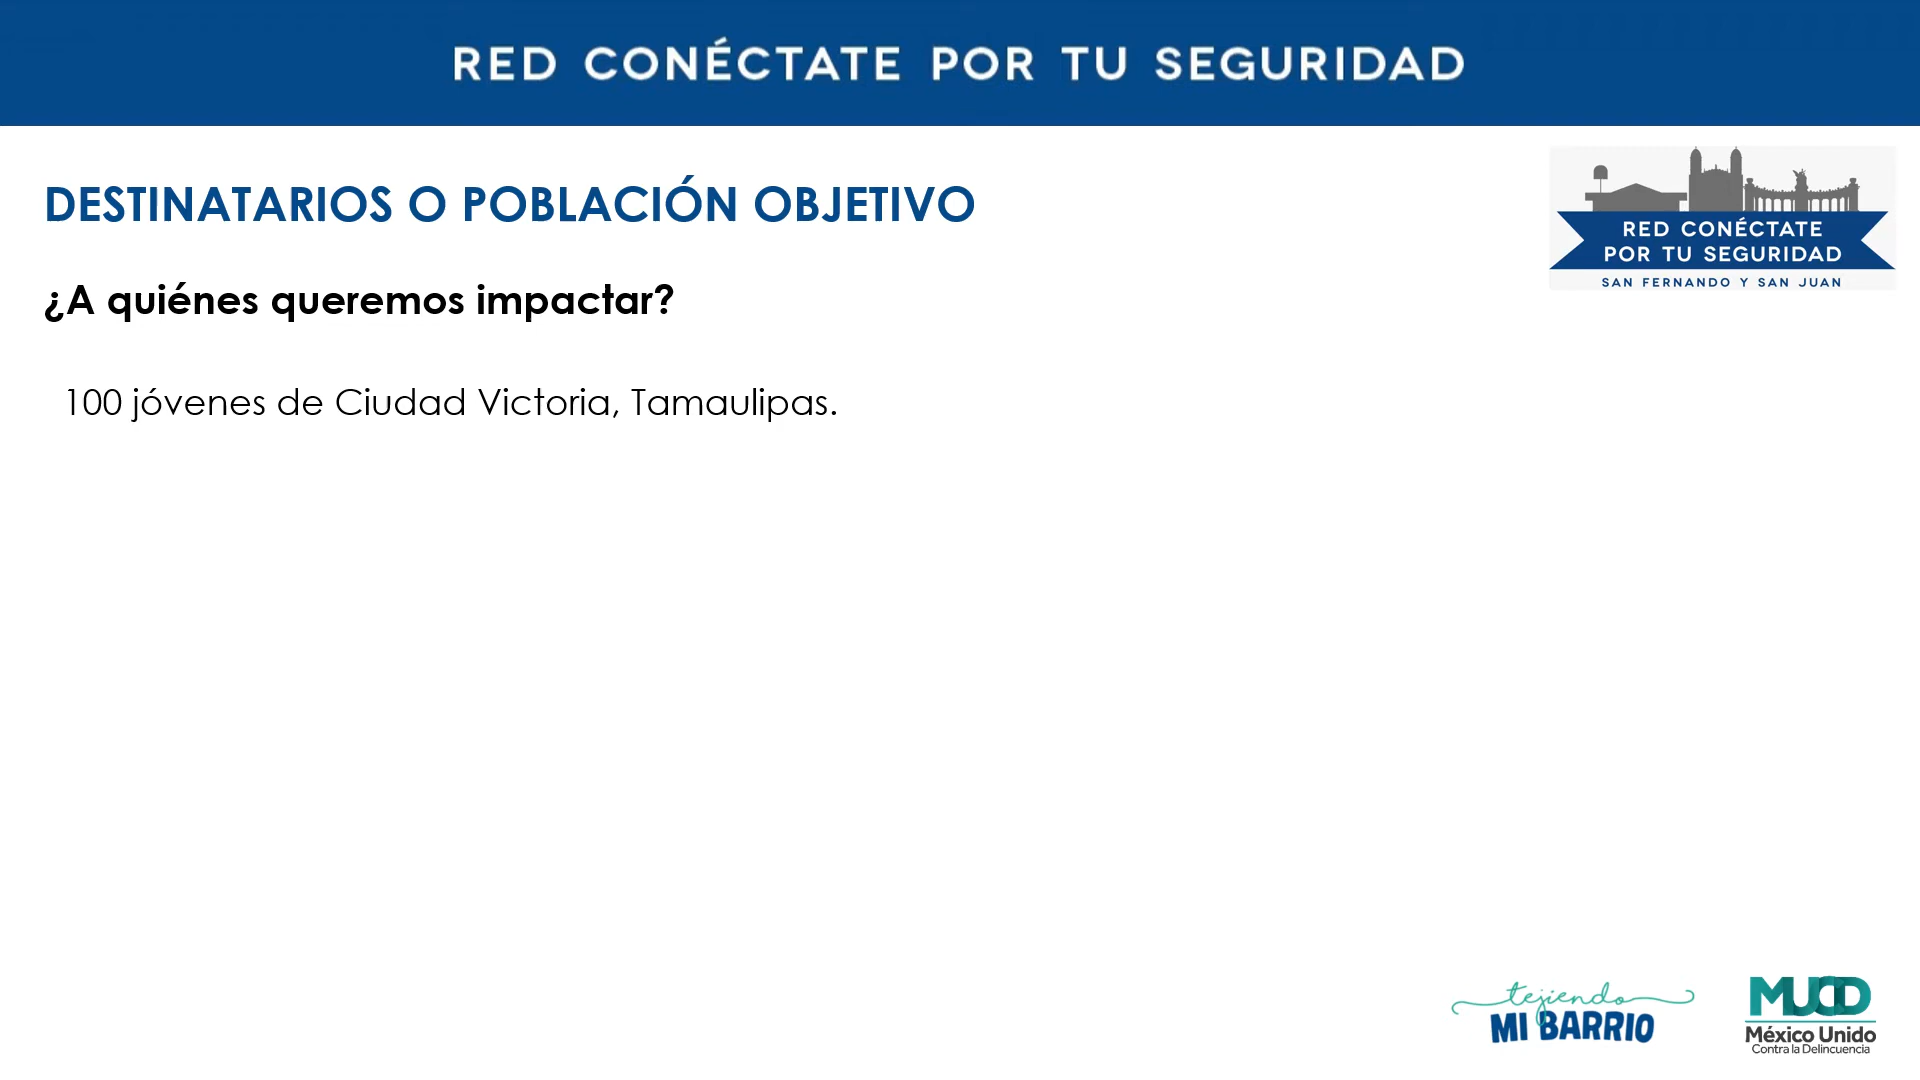 RED CONÉCTATE POR TU SEGURIDAD
DESTINATARIOS O POBLACIÓN OBJETIVO
RED CONÉCTATE
POR TU SEGURIDAD
SAN FERNANDO Y SAN JUAN
¿A quiénes queremos impactar?
100 jóvenes de Ciudad Victoria, Tamaulipas.
tejiendo
MI BARRIO
MUCD
México Unido
Contra la Delincuencia